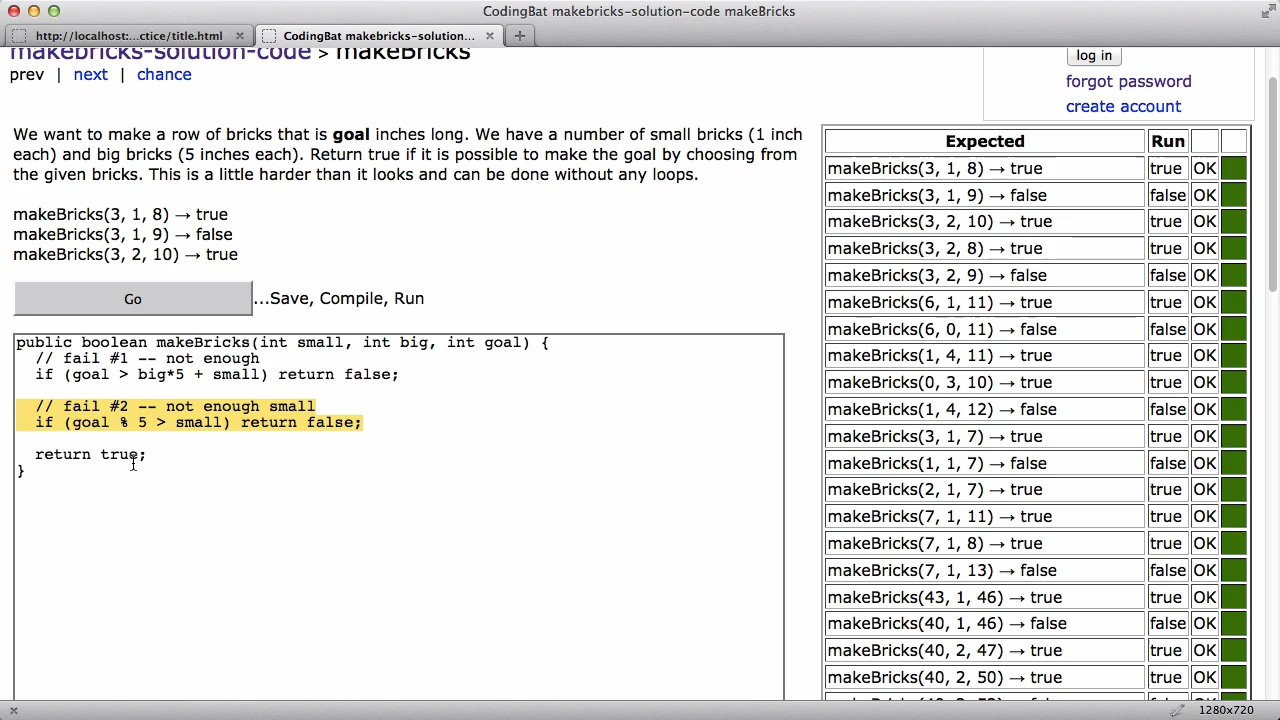 CodingBat makebricks-solution-code makeBricks
http://localhost:...ctice/title.html
CodingBat makebricks-solution...
makebricks-solution-code > makeBricks
prev | next | chance
log in
forgot password
create account
We want to make a row of bricks that is goal inches long. We have a number of small bricks (1 inch
each) and big bricks (5 inches each). Return true if it is possible to make the goal by choosing from
the given bricks. This is a little harder than it looks and can be done without any loops.
makeBricks(3, 1, 8) → true
makeBricks(3, 1, 9) → false
makeBricks(3, 2, 10) → true
Go ...Save, Compile, Run
public boolean makeBricks(int small, int big, int goal) {
// fail #1 -- not enough
if (goal > big*5 + small) return false;
// fail #2 -- not enough small
if (goal % 5 > small) return false;
return true;
}
Expected Run
makeBricks(3, 1, 8) → true true OK
makeBricks(3, 1, 9) → false false OK
makeBricks(3, 2, 10) → true true OK
makeBricks(3, 2, 8) → true true OK
makeBricks(3, 2, 9) → false false OK
makeBricks(6, 1, 11) → true true OK
makeBricks(6, 0, 11) → false false OK
makeBricks(1, 4, 11) → true true OK
makeBricks(0, 3, 10) → true true OK
makeBricks(1, 4, 12) → false false OK
makeBricks(3, 1, 7) → true true OK
makeBricks(1, 1, 7) → false false OK
makeBricks(2, 1, 7) → true true OK
makeBricks(7, 1, 11) → true true OK
makeBricks(7, 1, 8) → true true OK
makeBricks(7, 1, 13) → false false OK
makeBricks(43, 1, 46) → true true OK
makeBricks(40, 1, 46) → false false OK
makeBricks(40, 2, 47) → true true OK
makeBricks(40, 2, 50) → true true OK
1280x720